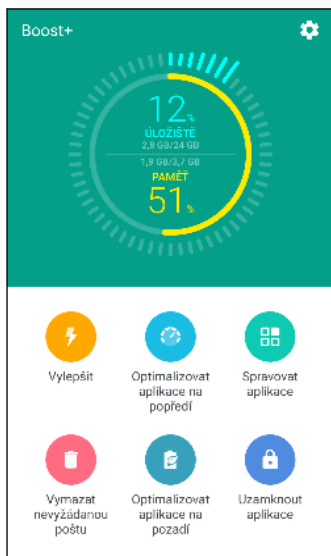 Boost+
12%
ÚLOŽIŠTĚ
2,8 GB/24 GB
1,9 GB/3,7 GB
PAMĚŤ
51%
Vylepšit
Optimalizovat
aplikace na
popředí
Spravovat
aplikace
Vymazat
nevyžádanou
poštu
Optimalizovat
aplikace na
pozadí
Uzamknout
aplikace